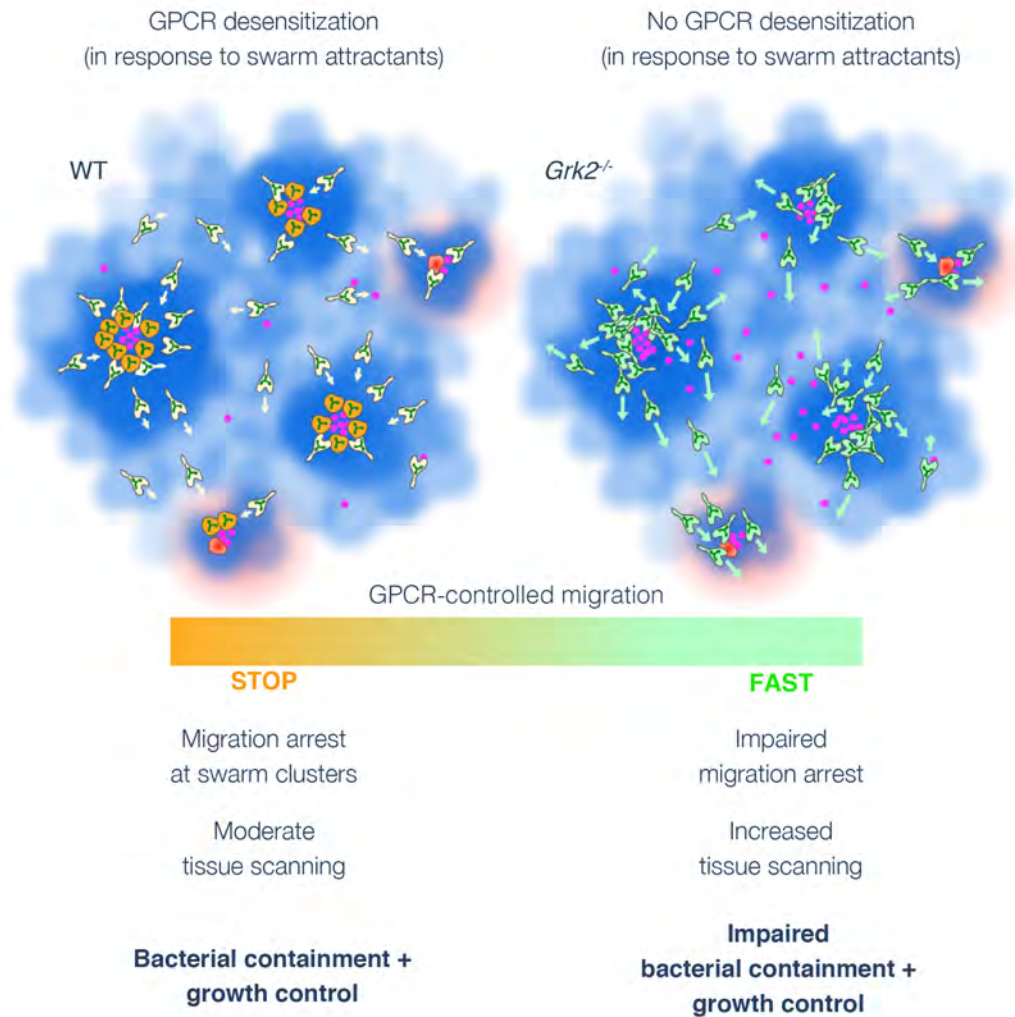 GPCR desensitization
(in response to swarm attractants)
No GPCR desensitization
(in response to swarm attractants)
WT
Grk2-/-
GPCR-controlled migration
STOP
FAST
Migration arrest
at swarm clusters
Impaired
migration arrest
Moderate
tissue scanning
Increased
tissue scanning
Bacterial containment +
growth control
Impaired
bacterial containment +
growth control